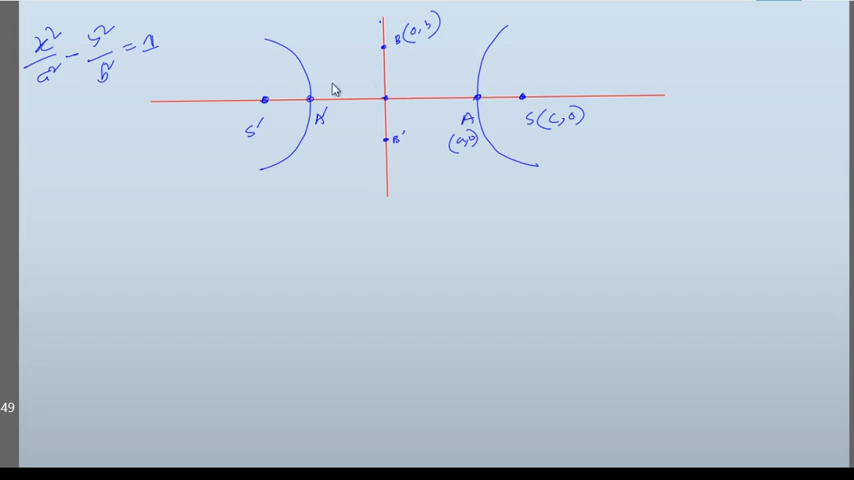 x²/a² - y²/b² = 1
B(0,b)
S' A' A S(C,0)
B' (a,0)
49